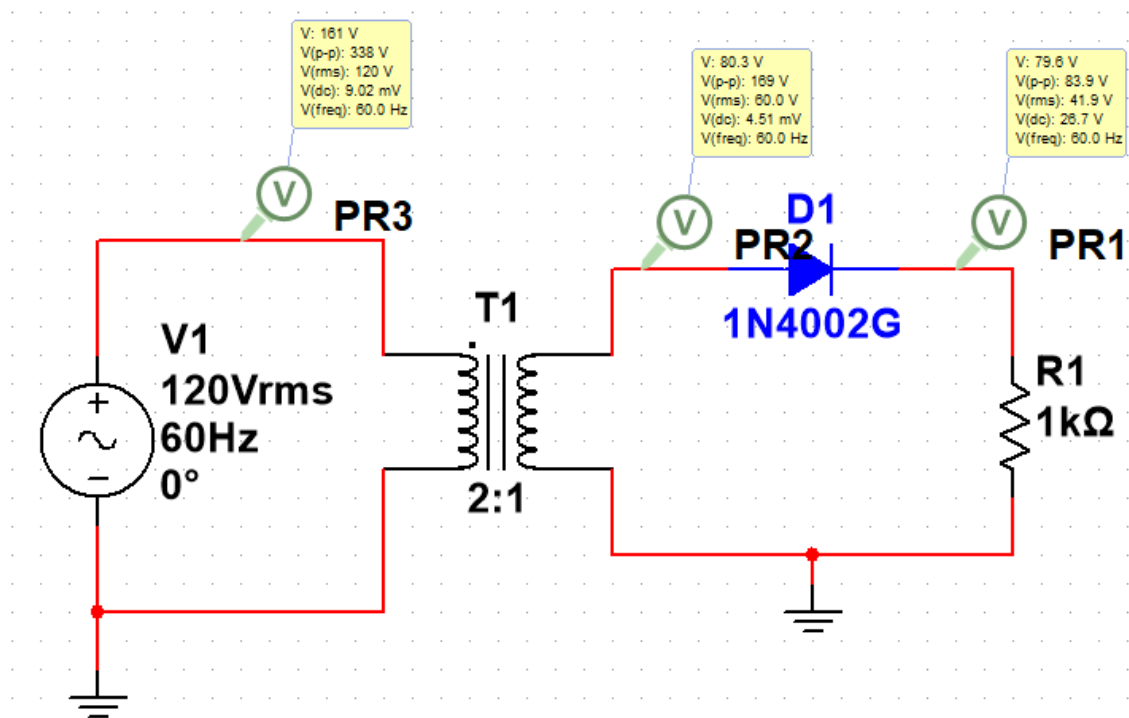 V: 161 V
V(p-p): 338 V
V(rms): 120 V
V(dc): 9.02 mV
V(freq): 60.0 Hz
V: 80.3 V
V(p-p): 169 V
V(rms): 60.0 V
V(dc): 4.51 mV
V(freq): 60.0 Hz
V: 79.6 V
V(p-p): 83.9 V
V(rms): 41.9 V
V(dc): 26.7 V
V(freq): 60.0 Hz
V
PR3
V
PR2
D1
1N4002G
V
PR1
V1
120Vrms
60Hz
0°
T1
2:1
R1
1kΩ